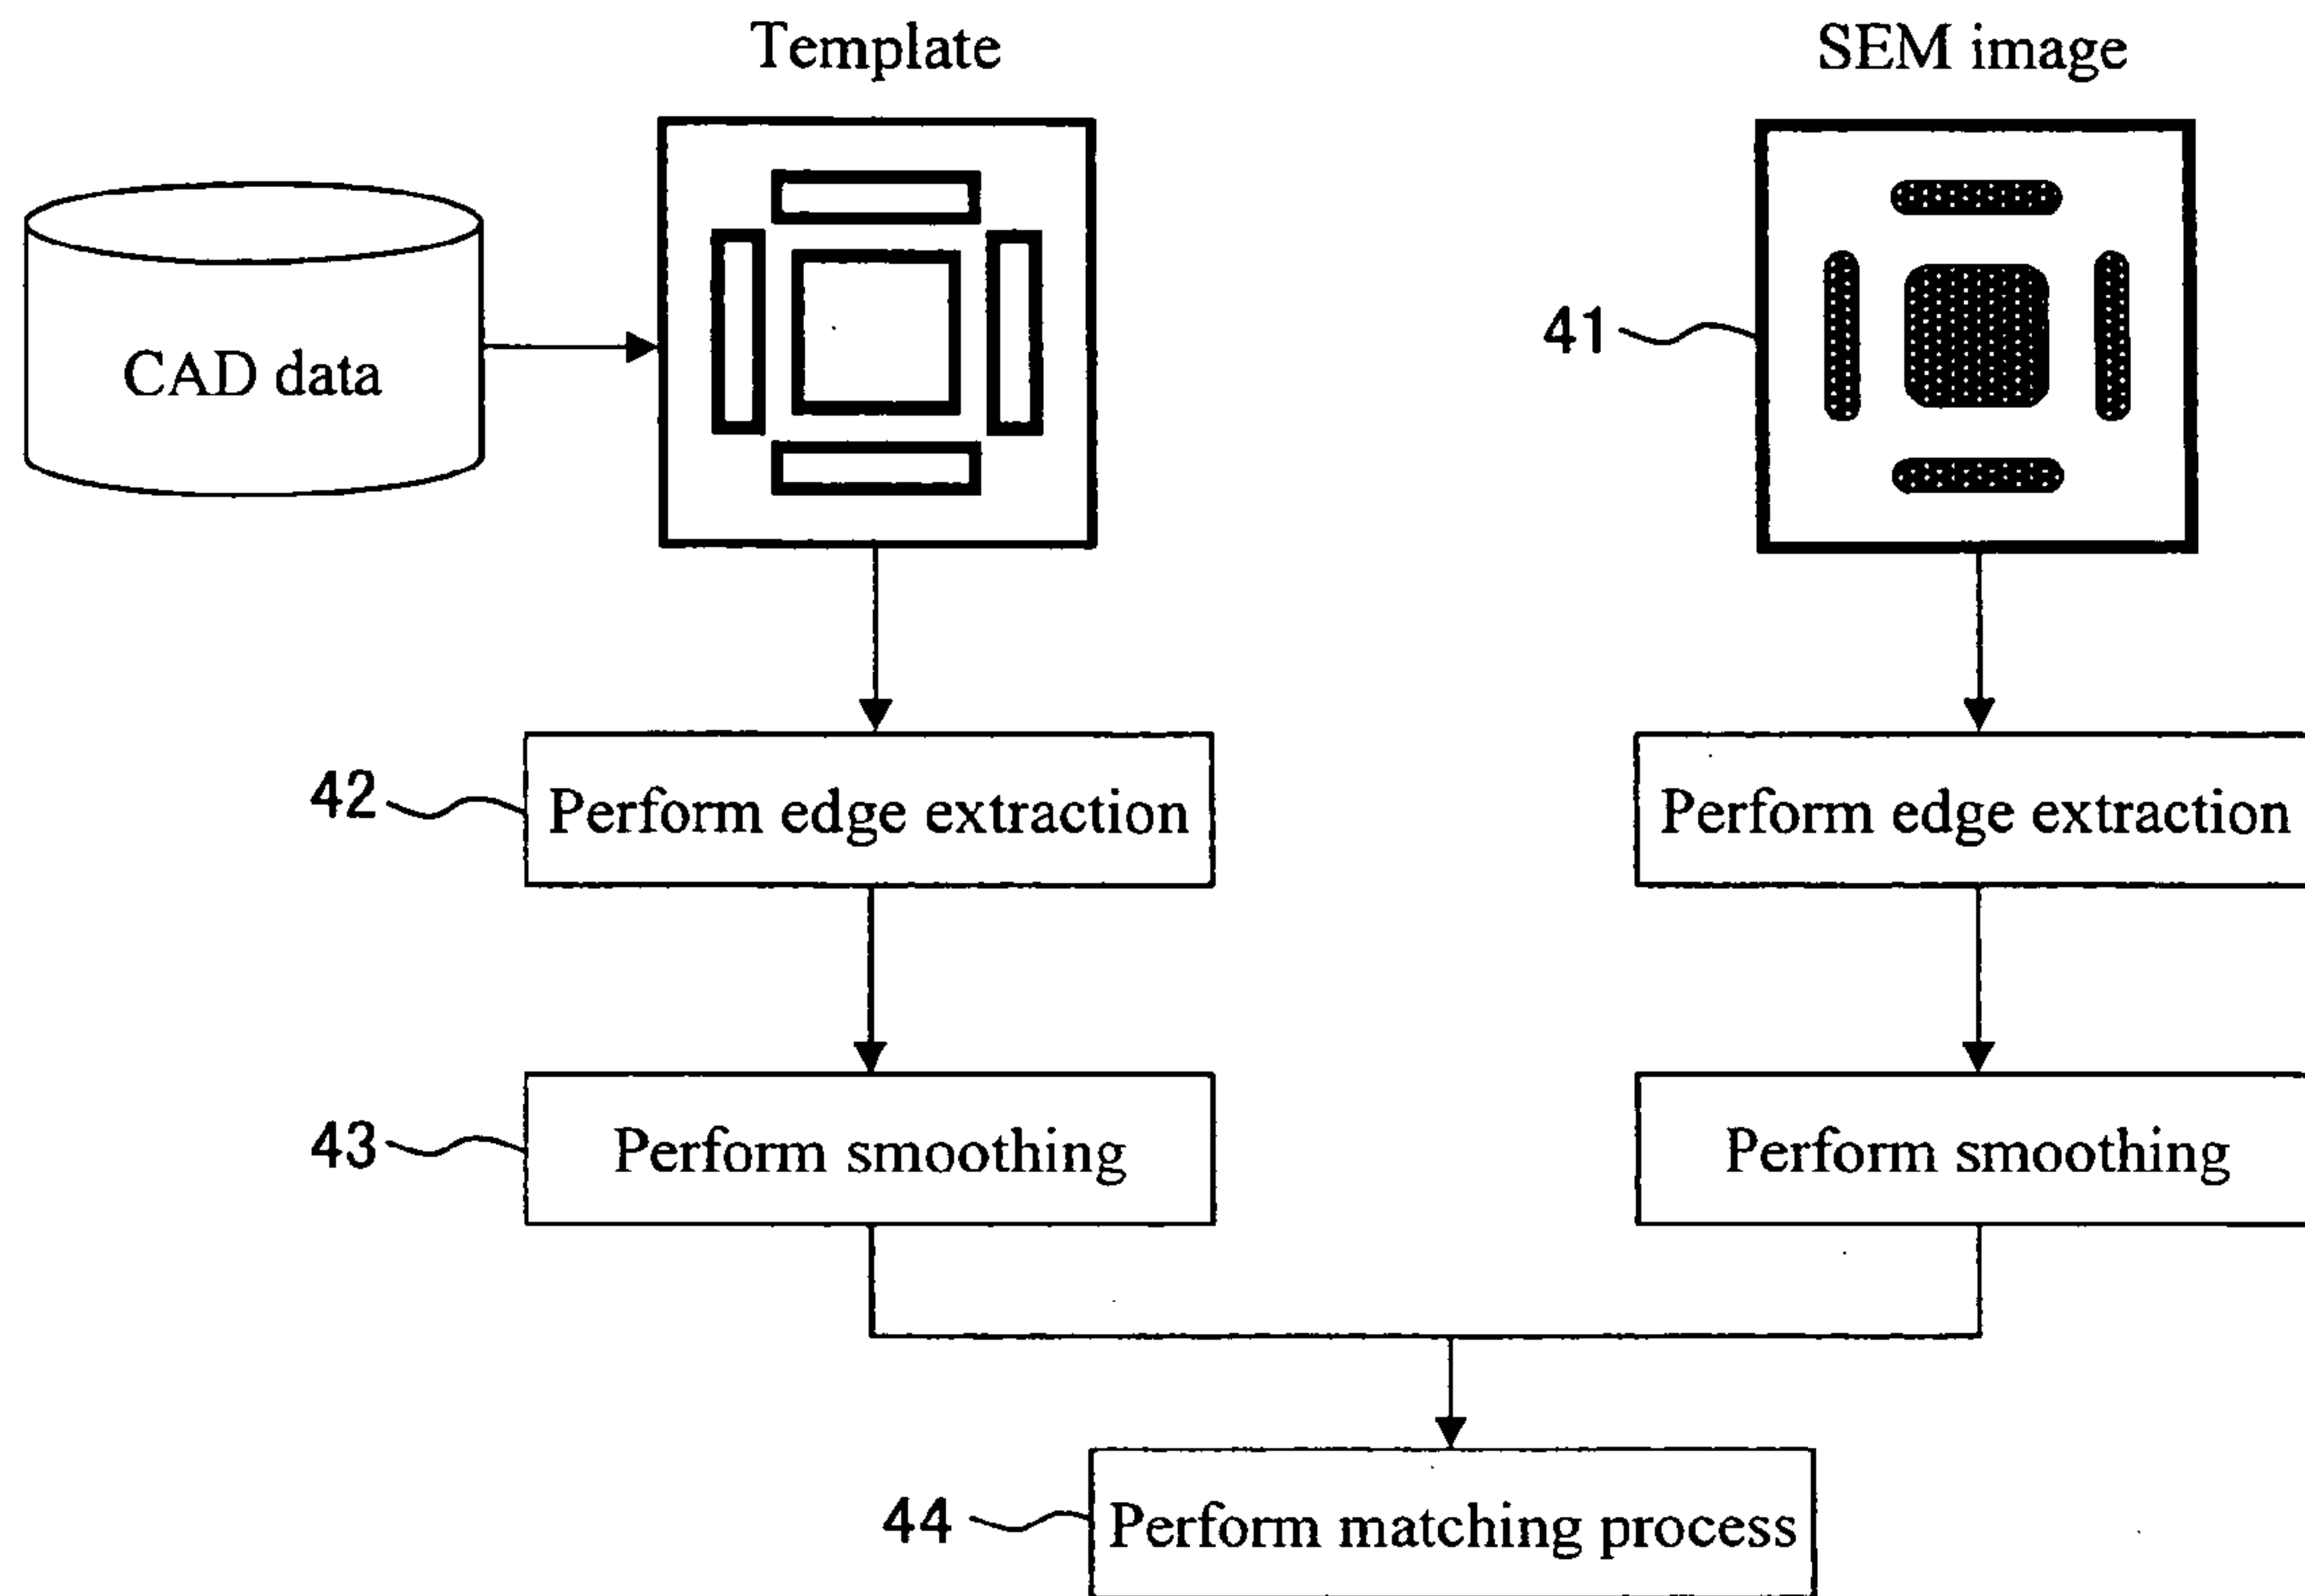 Template
SEM image
CAD data
41
42
Perform edge extraction
Perform edge extraction
43
Perform smoothing
Perform smoothing
44
Perform matching process